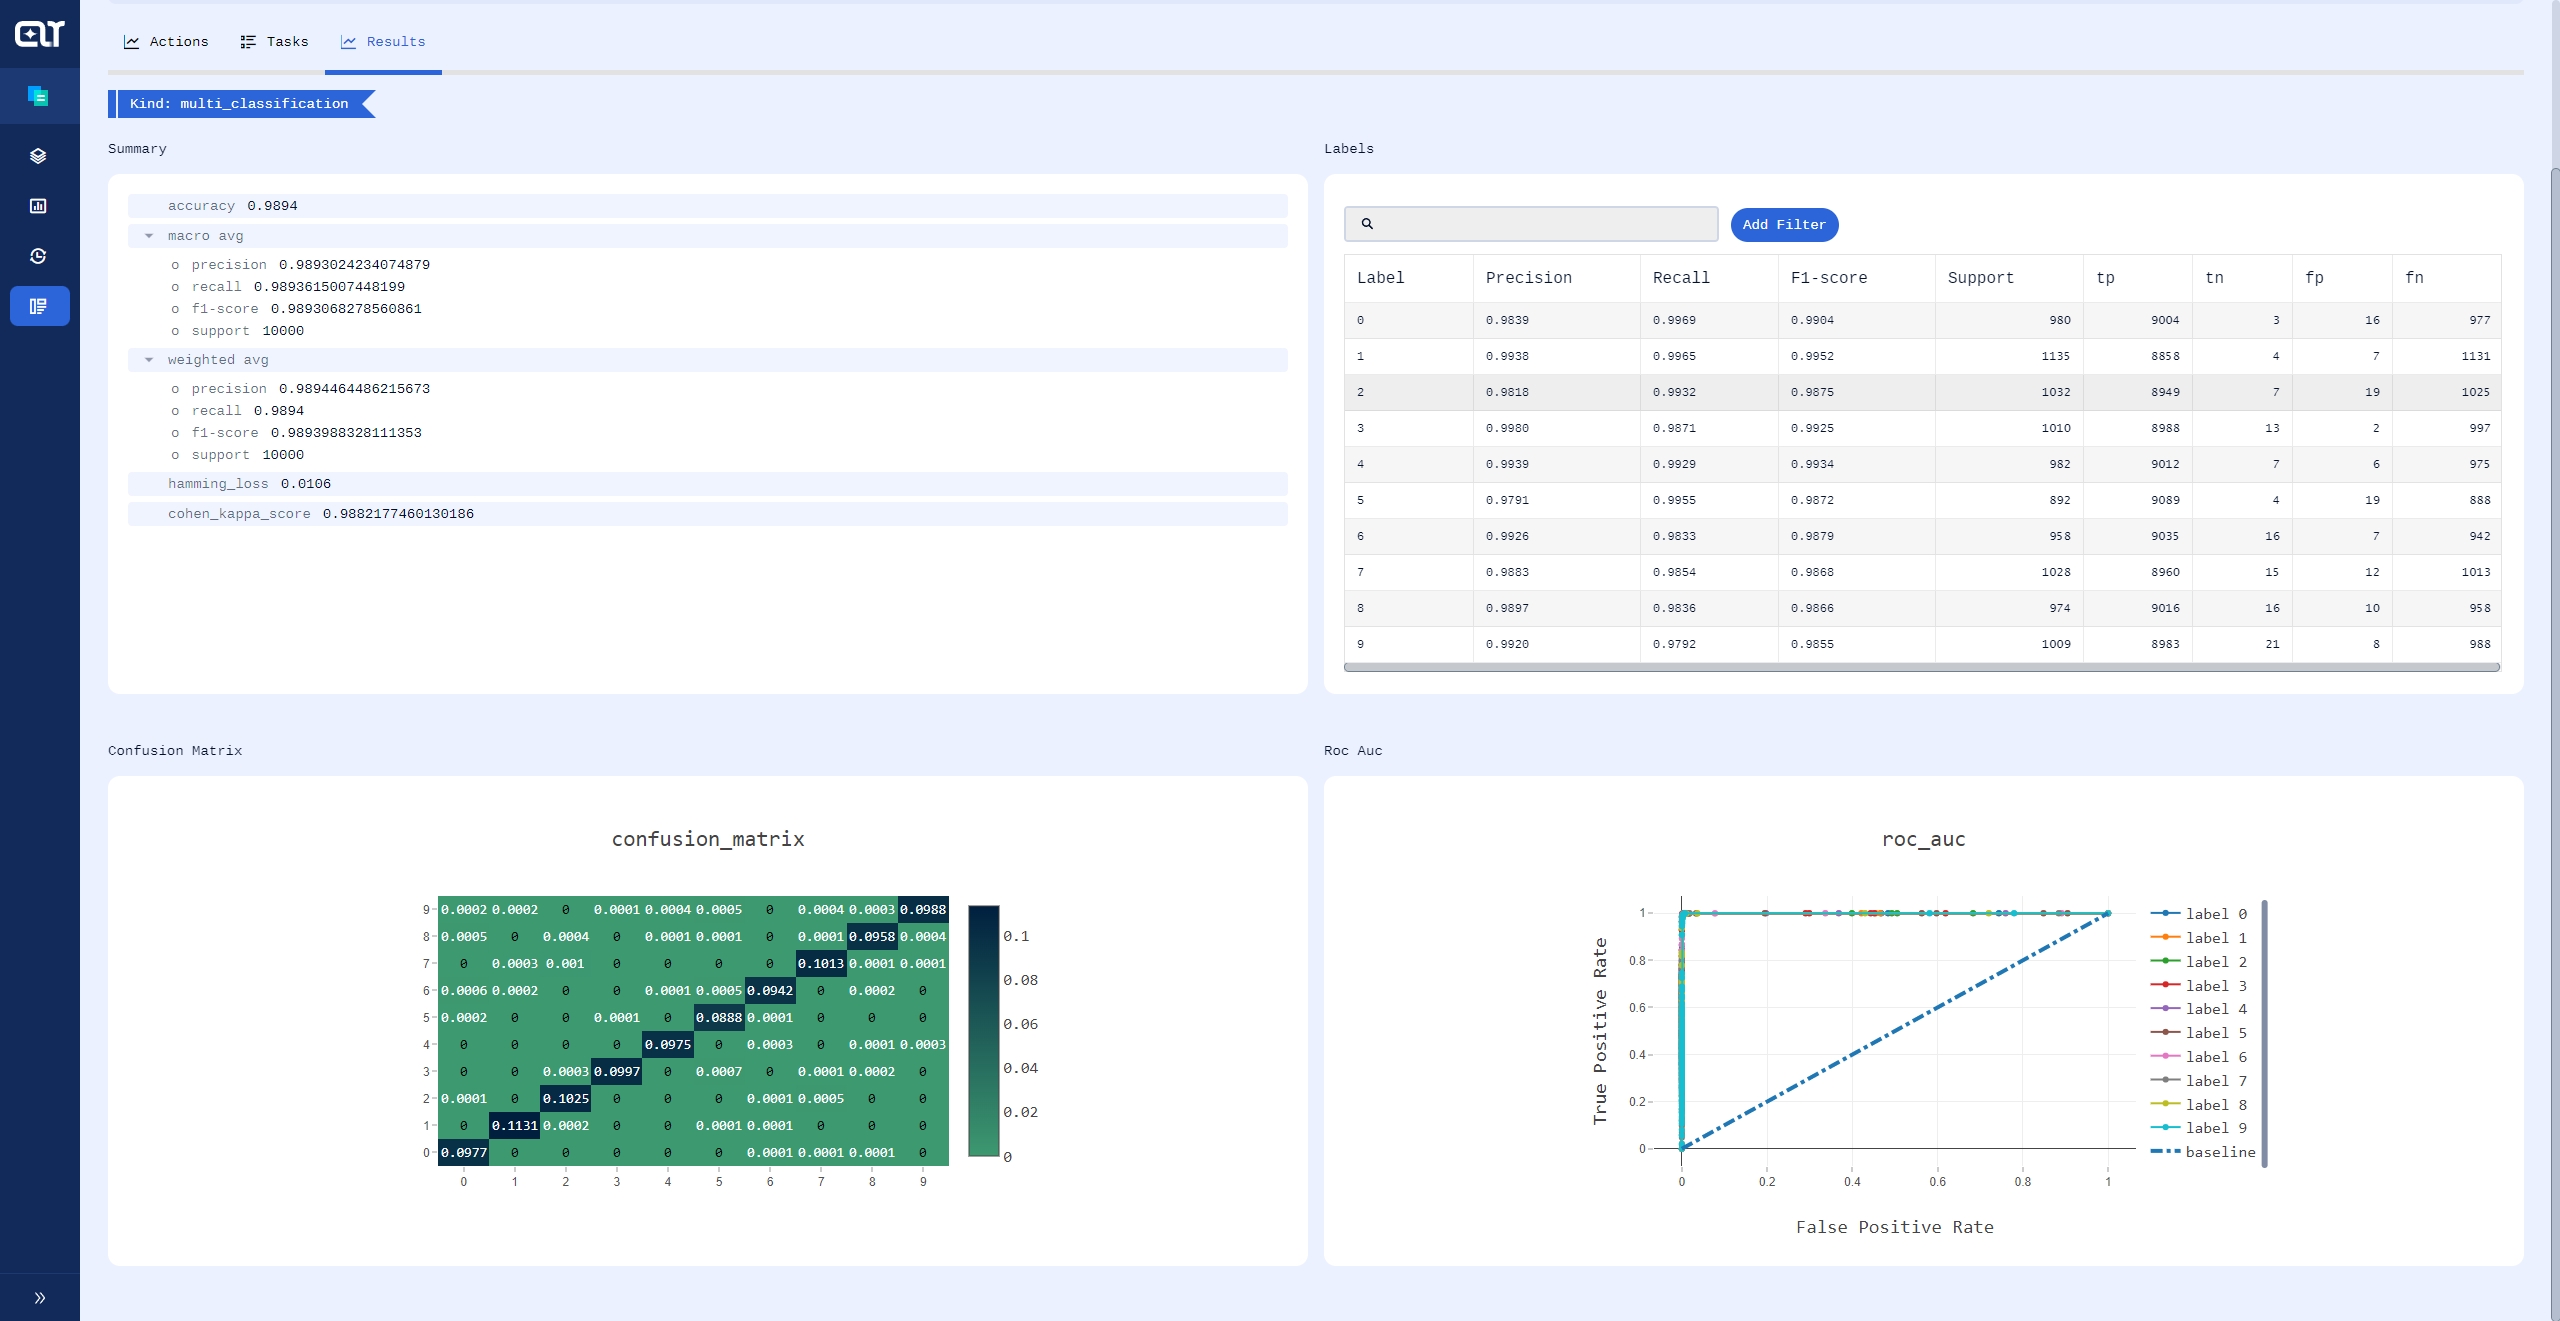 Actions Tasks Results
Kind: multi_classification
Summary
accuracy 0.9894
macro avg
o precision 0.9893024234074879
o recall 0.9893615007448199
o f1-score 0.9893068278560861
o support 10000
weighted avg
o precision 0.9894464486215673
o recall 0.9894
o f1-score 0.9893988328111353
o support 10000
hamming_loss 0.0106
cohen_kappa_score 0.9882177460130186
Labels
Add Filter
Label Precision Recall F1-score Support tp tn fp fn
0 0.9839 0.9969 0.9904 980 9004 3 16 977
1 0.9938 0.9965 0.9952 1135 8858 4 7 1131
2 0.9818 0.9932 0.9875 1032 8949 7 19 1025
3 0.9980 0.9871 0.9925 1010 8988 13 2 997
4 0.9939 0.9929 0.9934 982 9012 7 6 975
5 0.9791 0.9955 0.9872 892 9089 4 19 888
6 0.9926 0.9833 0.9879 958 9035 16 7 942
7 0.9883 0.9854 0.9868 1028 8960 15 12 1013
8 0.9897 0.9836 0.9866 974 9016 16 10 958
9 0.9920 0.9792 0.9855 1009 8983 21 8 988
Confusion Matrix
confusion_matrix
9 0.0002 0.0002 0 0.0001 0.0004 0.0005 0 0.0004 0.0003 0.0988
8 0.0005 0 0.0004 0 0.0001 0.0001 0 0.0001 0.0958 0.0004
7 0 0.0003 0.001 0 0 0 0 0.1013 0.0001 0.0001
6 0.0006 0.0002 0 0 0.0001 0.0005 0.0942 0 0.0002 0
5 0.0002 0 0 0.0001 0 0.0888 0.0001 0 0 0
4 0 0 0 0 0.0975 0 0.0003 0 0.0001 0.0003
3 0 0 0.0003 0.0997 0 0.0007 0 0.0001 0.0002 0
2 0.0001 0 0.1025 0 0 0 0.0001 0.0005 0 0
1 0 0.1131 0.0002 0 0 0.0001 0.0001 0 0 0
0 0.0977 0 0 0 0 0 0.0001 0.0001 0.0001 0
0 1 2 3 4 5 6 7 8 9
0.1
0.08
0.06
0.04
0.02
0
Roc Auc
roc_auc
True Positive Rate
1
0.8
0.6
0.4
0.2
0
0 0.2 0.4 0.6 0.8 1
False Positive Rate
label 0
label 1
label 2
label 3
label 4
label 5
label 6
label 7
label 8
label 9
baseline